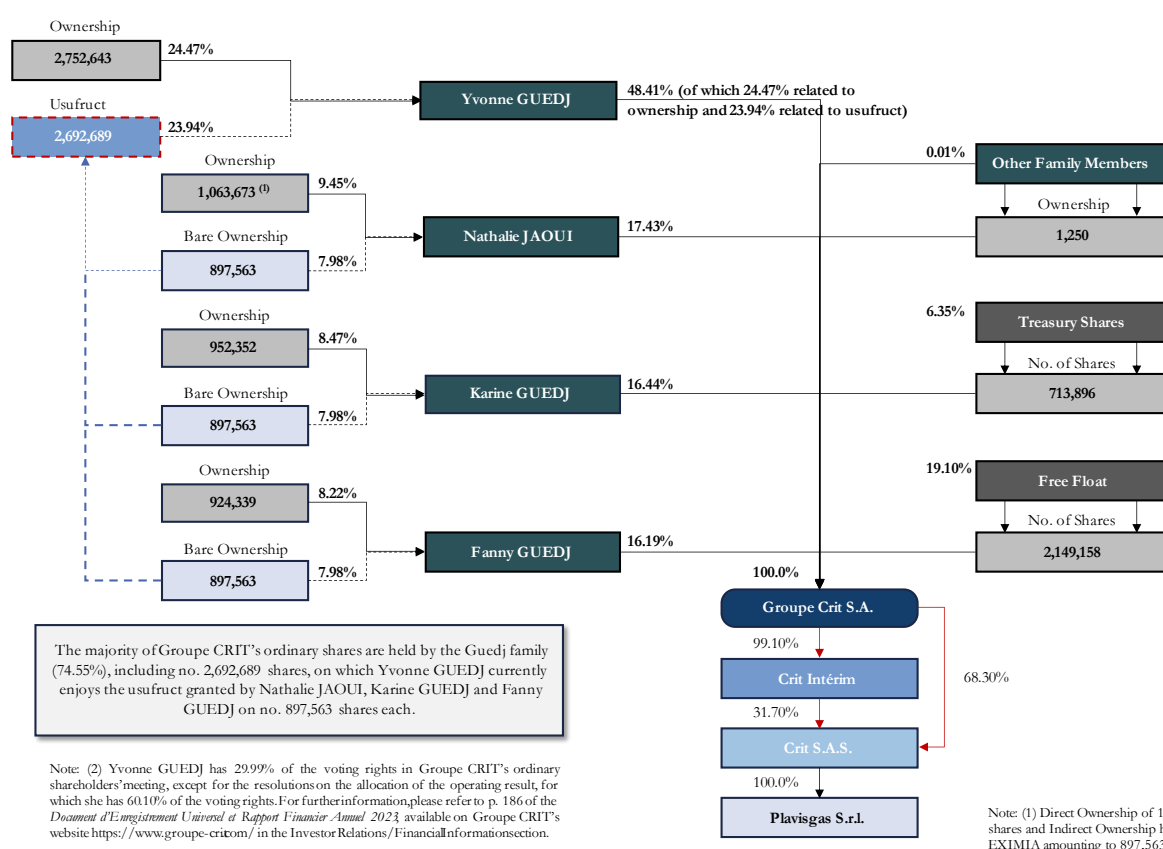 Ownership
2,752,643
24.47%
Usufruct
2,692,689
23.94%
Yvonne GUEDJ
48.41% (of which 24.47% related to
ownership and 23.94% related to usufruct)
Ownership
1,063,673 (1)
9.45%
Bare Ownership
897,563
7.98%
Nathalie JAOUI
17.43%
0.01%
Other Family Members
Ownership
1,250
Ownership
952,352
8.47%
Bare Ownership
897,563
7.98%
Karine GUEDJ
16.44%
6.35%
Treasury Shares
No. of Shares
713,896
Ownership
924,339
8.22%
Bare Ownership
897,563
7.98%
Fanny GUEDJ
16.19%
19.10%
Free Float
No. of Shares
2,149,158
100.0%
Groupe Crit S.A.
99.10%
Crit Intérim
68.30%
31.70%
Crit S.A.S.
100.0%
Plavisgas S.r.l.
The majority of Groupe CRIT's ordinary shares are held by the Guedj family
(74.55%), including no. 2,692,689 shares, on which Yvonne GUEDJ currently
enjoys the usufruct granted by Nathalie JAOUI, Karine GUEDJ and Fanny
GUEDJ on no. 897,563 shares each.
Note: (2) Yvonne GUEDJ has 29.99% of the voting rights in Groupe CRIT's ordinary
shareholders' meeting, except for the resolutions on the allocation of the operating result, for
which she has 60.10% of the voting rights. For further information, please refer to p. 186 of the
Document d'Enregistrement Universel et Rapport Financier Annuel 2023, available on Groupe CRIT's
website https://www.groupe-crit.com/ in the Investor Relations/Financial Information section.
Note: (1) Direct Ownership of 1
shares and Indirect Ownership
EXIMIA amounting to 897,563